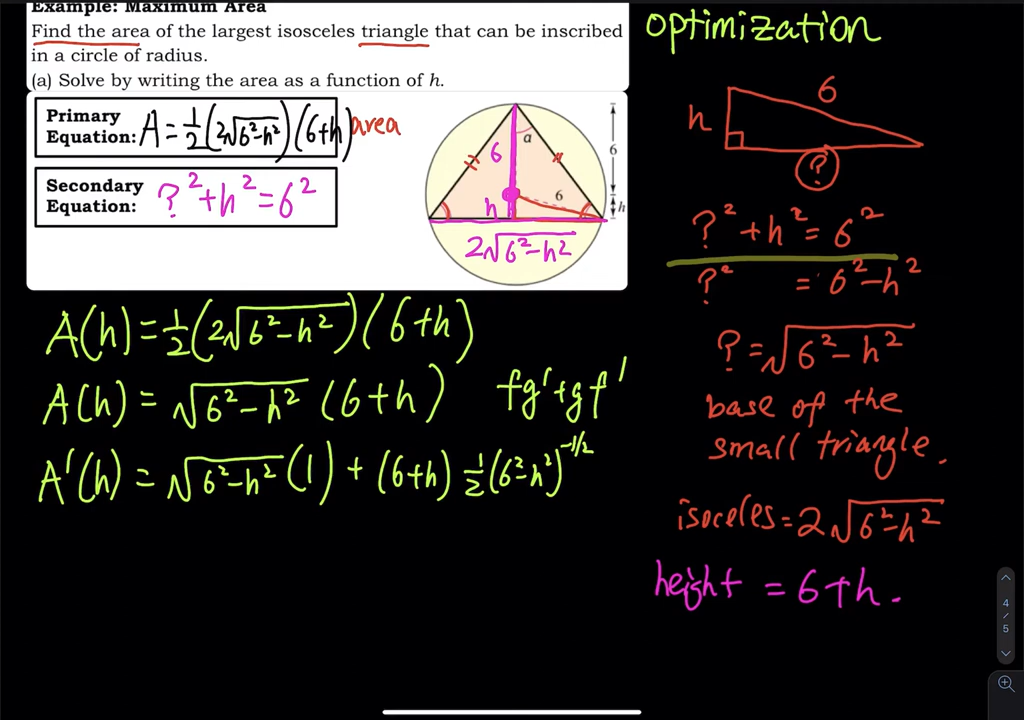 Example: Maximum Area
Find the area of the largest isosceles triangle that can be inscribed
in a circle of radius.
(a) Solve by writing the area as a function of h.
Primary
Equation: A = 1/2 (2√(6²-h²)) (6+h) area
Secondary
Equation: ?² + h² = 6²
α
6
6
6
h
h
2√(6²-h²)
A(h) = 1/2 (2√(6²-h²)) (6+h)
A(h) = √(6²-h²) (6+h) fg'+gf'
A'(h) = √(6²-h²) (1) + (6+h) 1/2 (6²-h²)^(-1/2)
optimization
6
h
?
?² + h² = 6²
?² = 6²-h²
? = √(6²-h²)
base of the
small triangle.
isoceles = 2√(6²-h²)
height = 6+h.
4
/
5